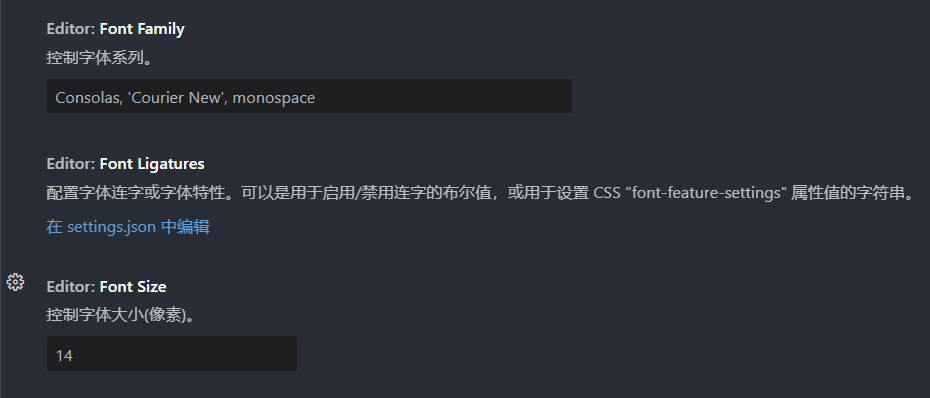 Editor: Font Family
控制字体系列。
Consolas, 'Courier New', monospace
Editor: Font Ligatures
配置字体连字或字体特性。可以是用于启用/禁用连字的布尔值，或用于设置 CSS "font-feature-settings" 属性值的字符串。
在 settings.json 中编辑
Editor: Font Size
控制字体大小(像素)。
14